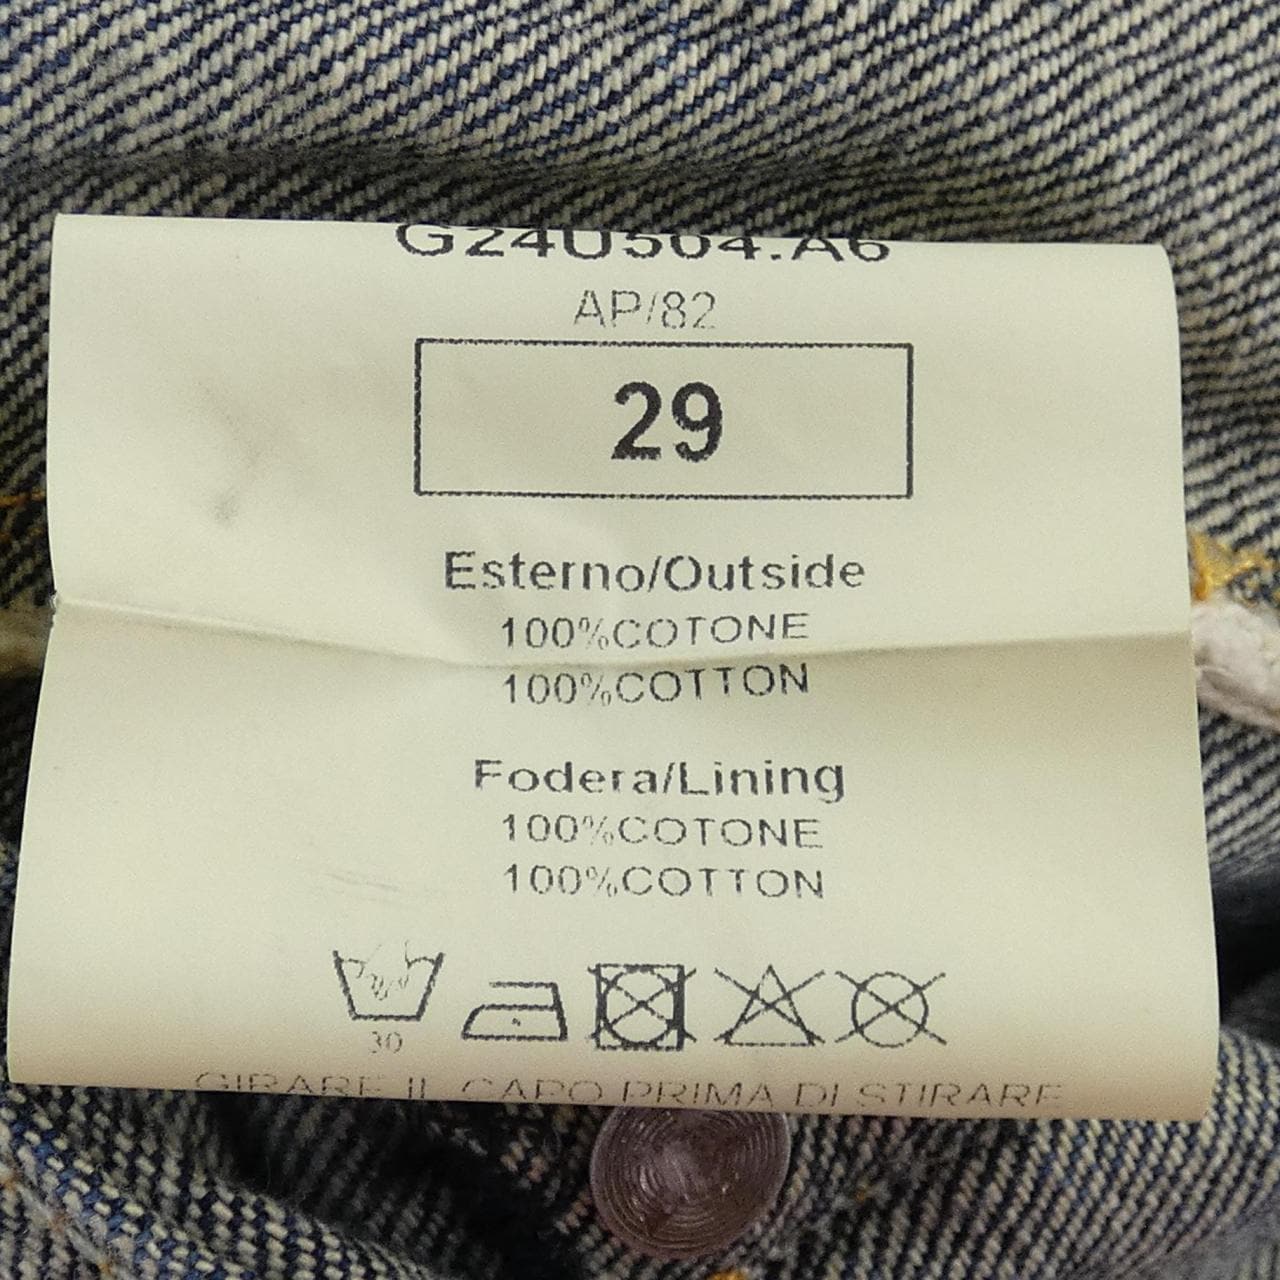 G24U504.A6
AP/82
29
Esterno/Outside
100%COTONE
100%COTTON
Fodera/Lining
100%COTONE
100%COTTON
30
GIRARE IL CAPO PRIMA DI STIRARE